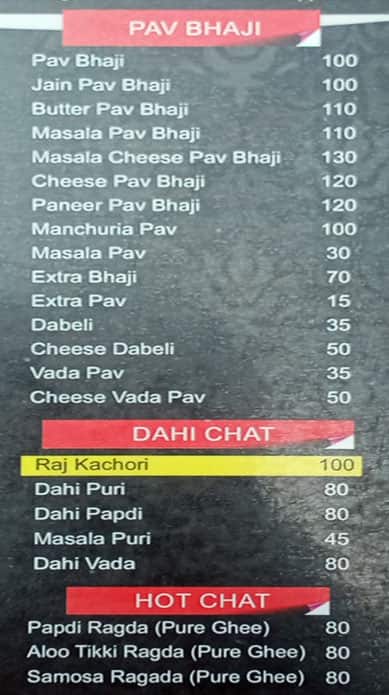 PAV BHAJI
Pav Bhaji 100
Jain Pav Bhaji 100
Butter Pav Bhaji 110
Masala Pav Bhaji 110
Masala Cheese Pav Bhaji 130
Cheese Pav Bhaji 120
Paneer Pav Bhaji 120
Manchuria Pav 100
Masala Pav 30
Extra Bhaji 70
Extra Pav 15
Dabeli 35
Cheese Dabeli 50
Vada Pav 35
Cheese Vada Pav 50
DAHI CHAT
Raj Kachori 100
Dahi Puri 80
Dahi Papdi 80
Masala Puri 45
Dahi Vada 80
HOT CHAT
Papdi Ragda (Pure Ghee) 80
Aloo Tikki Ragda (Pure Ghee) 80
Samosa Ragada (Pure Ghee) 80